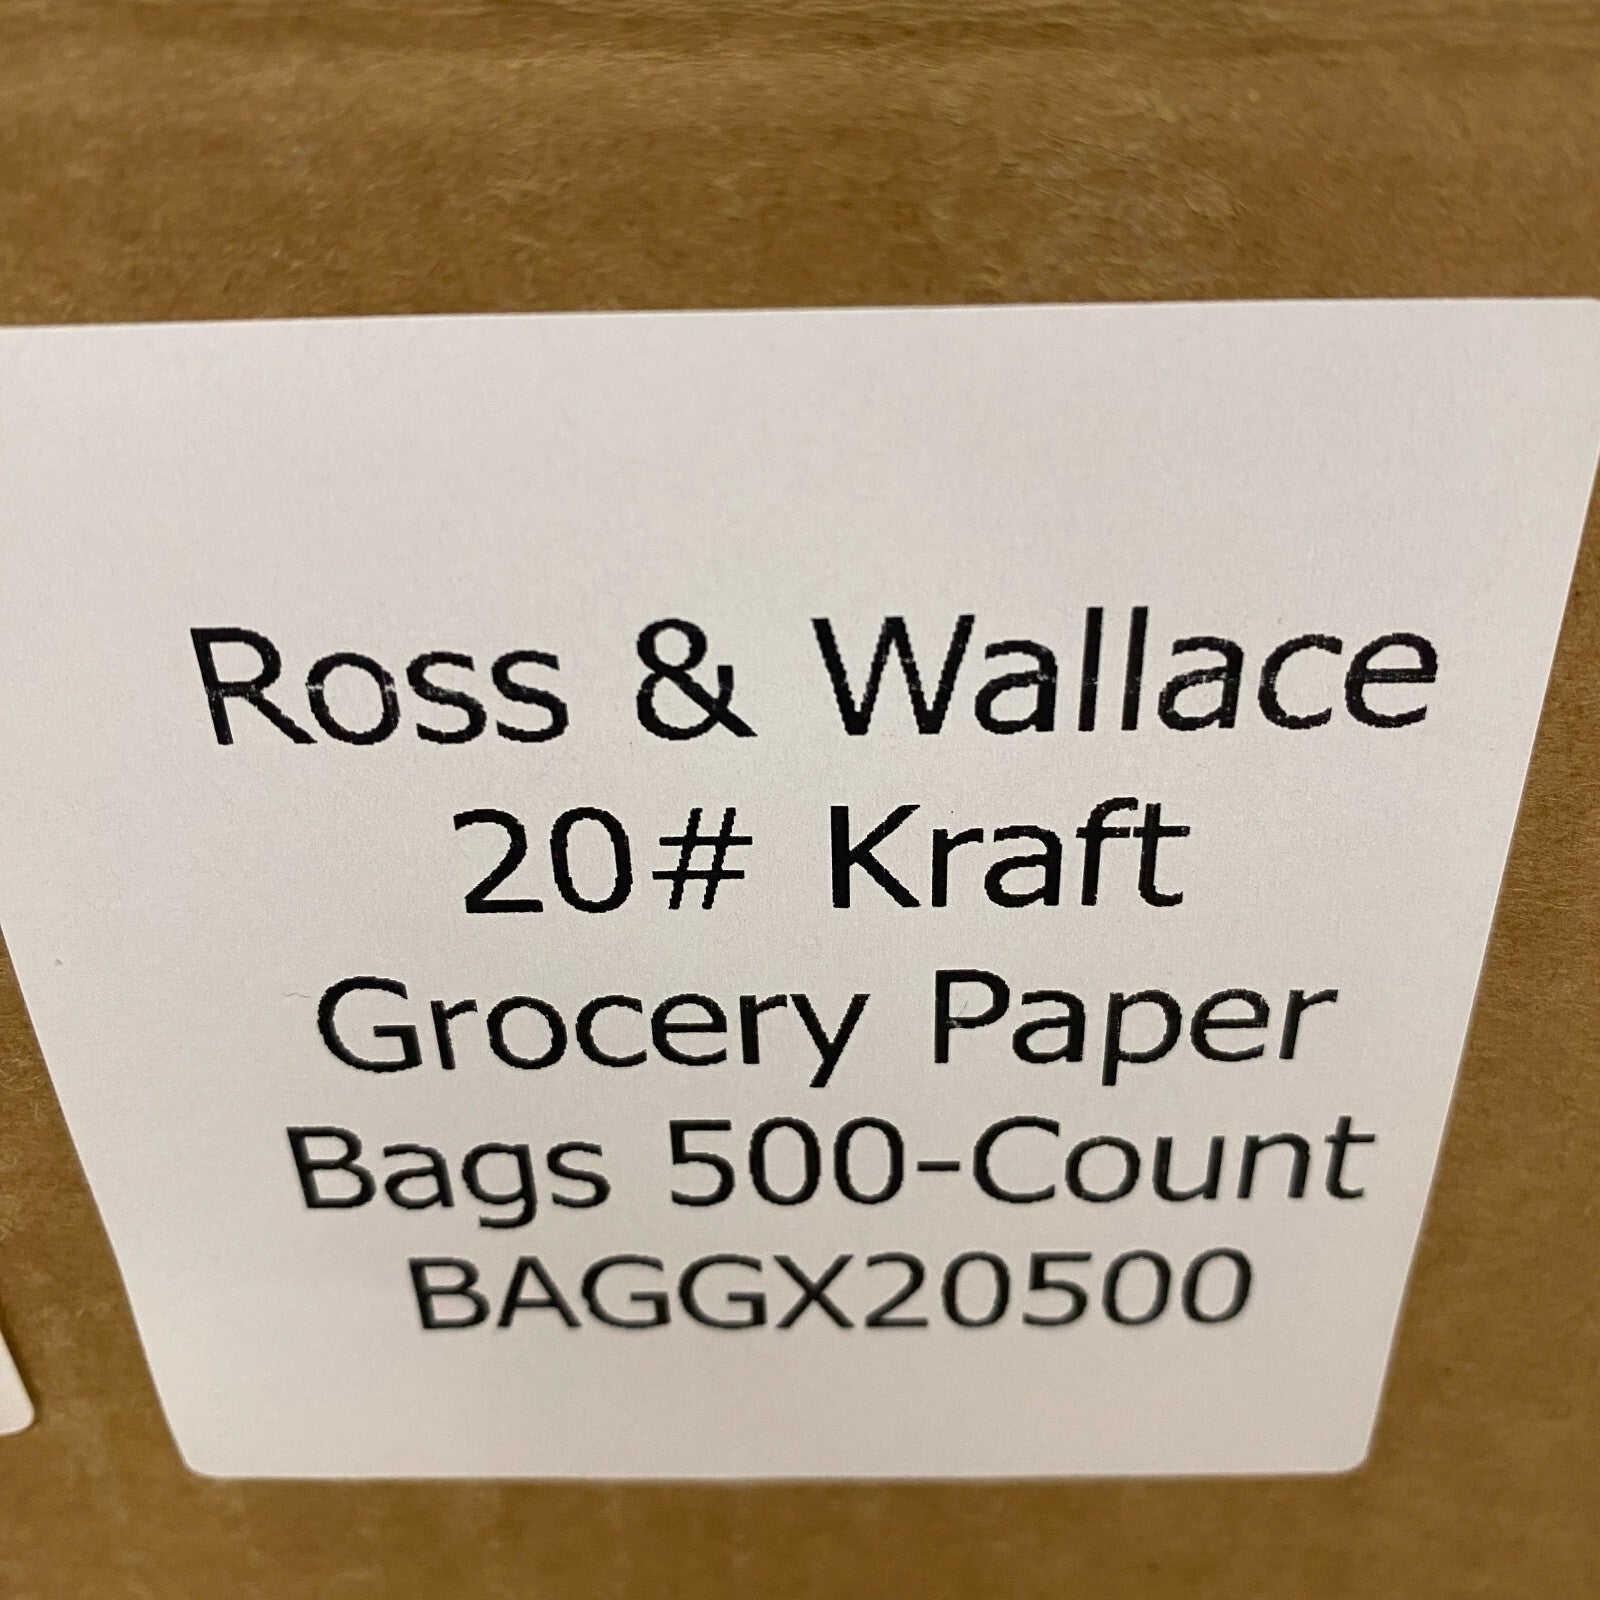 Ross & Wallace
20# Kraft
Grocery Paper
Bags 500-Count
BAGGX20500